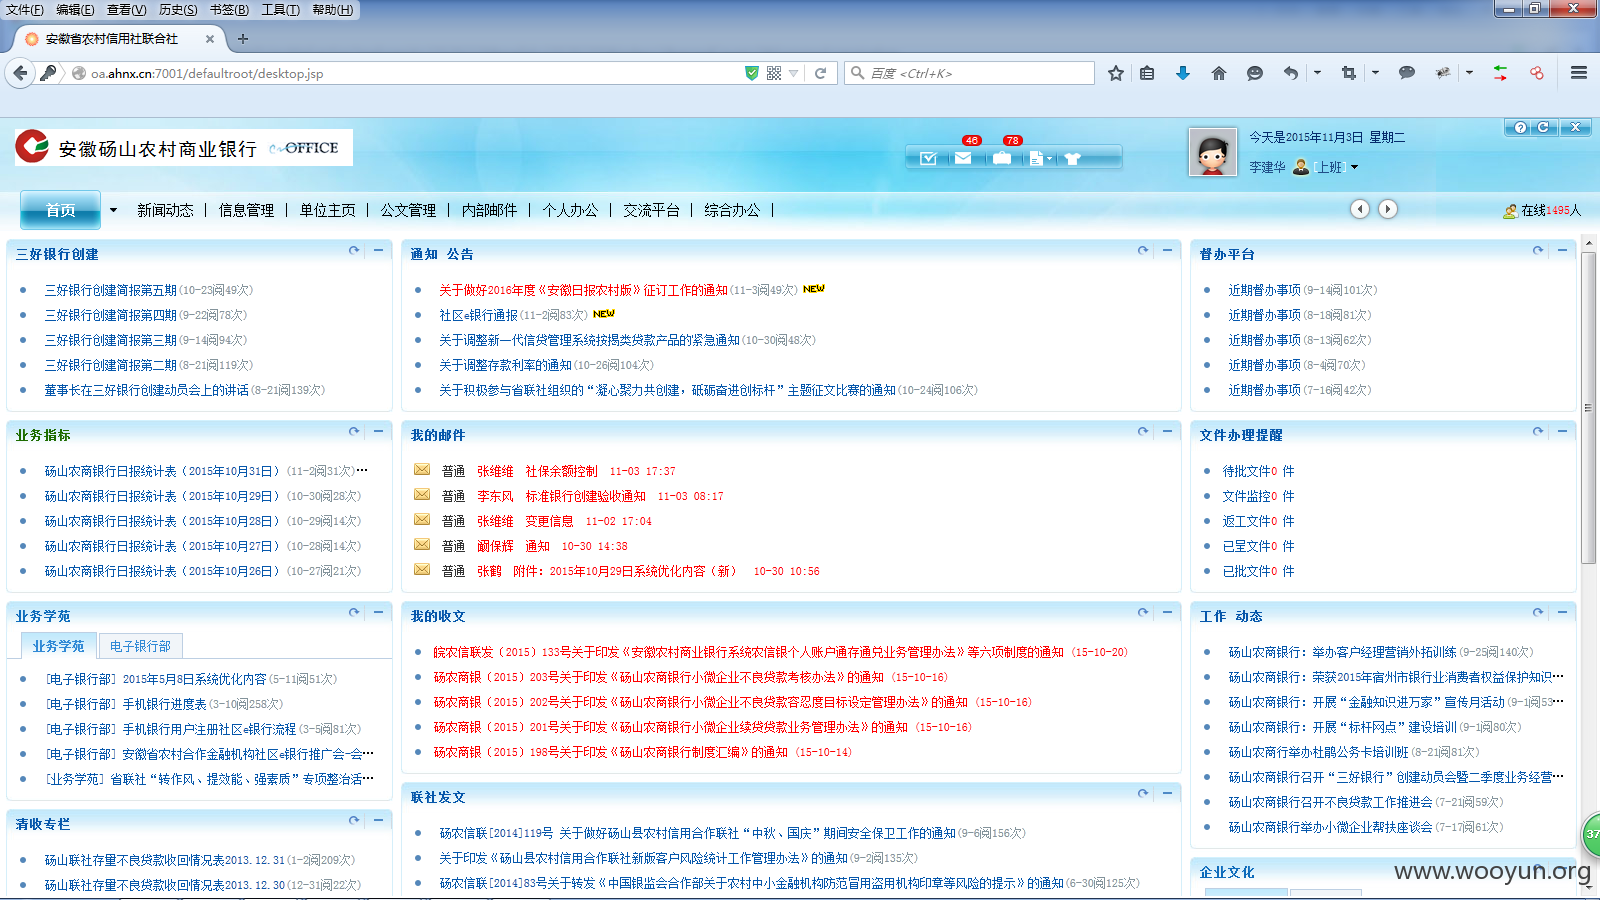 文件(F) 编辑(E) 查看(V) 历史(S) 书签(B) 工具(T) 帮助(H)
安徽省农村信用社联合社
oa.ahnx.cn:7001/defaultroot/desktop.jsp
百度 <Ctrl+K>
安徽砀山农村商业银行 OFFICE
46 78
今天是2015年11月3日 星期二
李建华 [上班]
首页 新闻动态 | 信息管理 | 单位主页 | 公文管理 | 内部邮件 | 个人办公 | 交流平台 | 综合办公 |
在线1495人
三好银行创建
三好银行创建简报第五期(10-23阅49次)
三好银行创建简报第四期(9-22阅78次)
三好银行创建简报第三期(9-14阅94次)
三好银行创建简报第二期(8-21阅119次)
董事长在三好银行创建动员会上的讲话(8-21阅139次)
通知 公告
关于做好2016年度《安徽日报农村版》征订工作的通知(11-3阅49次) NEW
社区e银行通报(11-2阅83次) NEW
关于调整新一代信贷管理系统按揭类贷款产品的紧急通知(10-30阅48次)
关于调整存款利率的通知(10-26阅104次)
关于积极参与省联社组织的“凝心聚力共创建，砥砺奋进创标杆”主题征文比赛的通知(10-24阅106次)
督办平台
近期督办事项(9-14阅101次)
近期督办事项(8-18阅81次)
近期督办事项(8-13阅62次)
近期督办事项(8-4阅70次)
近期督办事项(7-16阅42次)
业务指标
砀山农商银行日报统计表（2015年10月31日）(11-2阅31次)…
砀山农商银行日报统计表（2015年10月29日）(10-30阅28次)
砀山农商银行日报统计表（2015年10月28日）(10-29阅14次)
砀山农商银行日报统计表（2015年10月27日）(10-28阅14次)
砀山农商银行日报统计表（2015年10月26日）(10-27阅21次)
我的邮件
普通 张维维 社保余额控制 11-03 17:37
普通 李东风 标准银行创建验收通知 11-03 08:17
普通 张维维 变更信息 11-02 17:04
普通 阚保辉 通知 10-30 14:38
普通 张鹤 附件：2015年10月29日系统优化内容（新） 10-30 10:56
文件办理提醒
待批文件0 件
文件监控0 件
返工文件0 件
已呈文件0 件
已批文件0 件
业务学苑
业务学苑 电子银行部
[电子银行部] 2015年5月8日系统优化内容(5-11阅51次)
[电子银行部] 手机银行进度表(3-10阅258次)
[电子银行部] 手机银行用户注册社区e银行流程(3-5阅81次)
[电子银行部] 安徽省农村合作金融机构社区e银行推广会-会…
[业务学苑] 省联社“转作风、提效能、强素质”专项整治活…
我的收文
皖农信联发（2015）133号关于印发《安徽农村商业银行系统农信银个人账户通存通兑业务管理办法》等六项制度的通知 (15-10-20)
砀农商银（2015）203号关于印发《砀山农商银行小微企业不良贷款考核办法》的通知 (15-10-16)
砀农商银（2015）202号关于印发《砀山农商银行小微企业贷款容忍度目标设定管理办法》的通知 (15-10-16)
砀农商银（2015）201号关于印发《砀山农商银行小微企业续贷贷款业务管理办法》的通知 (15-10-16)
砀农商银（2015）198号关于印发《砀山农商银行制度汇编》的通知 (15-10-14)
工作 动态
砀山农商银行：举办客户经理营销外拓训练(9-25阅140次)
砀山农商银行：荣获2015年宿州市银行业消费者权益保护知识…
砀山农商银行：开展“金融知识进万家”宣传月活动(9-1阅53…
砀山农商银行：开展“标杆网点”建设培训(9-1阅80次)
砀山农商行举办杜鹃公务卡培训班(8-21阅81次)
砀山农商银行召开“三好银行”创建动员会暨二季度业务经营…
砀山农商银行召开不良贷款工作推进会(7-21阅59次)
砀山农商银行举办小微企业帮扶座谈会(7-17阅61次)
清收专栏
砀山联社存量不良贷款收回情况表2013.12.31(1-2阅209次)
砀山联社存量不良贷款收回情况表2013.12.30(12-31阅22次)
联社发文
砀农信联[2014]119号 关于做好砀山县农村信用合作联社“中秋、国庆”期间安全保卫工作的通知(9-6阅156次)
关于印发《砀山县农村信用合作联社新版客户风险统计工作管理办法》的通知(9-2阅135次)
砀农信联[2014]83号关于转发《中国银监会合作部关于农村中小金融机构防范冒用盗用机构印章等风险的提示》的通知(6-30阅125次)
企业文化
37
www.wooyun.org